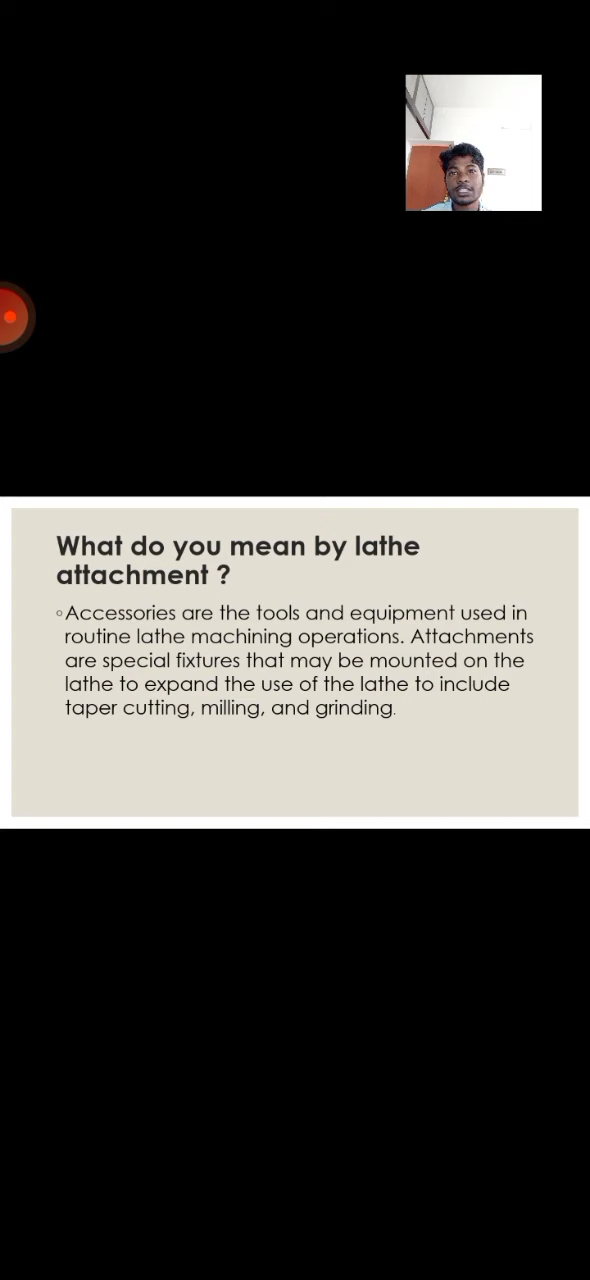 What do you mean by lathe
attachment ?
◦Accessories are the tools and equipment used in
routine lathe machining operations. Attachments
are special fixtures that may be mounted on the
lathe to expand the use of the lathe to include
taper cutting, milling, and grinding.